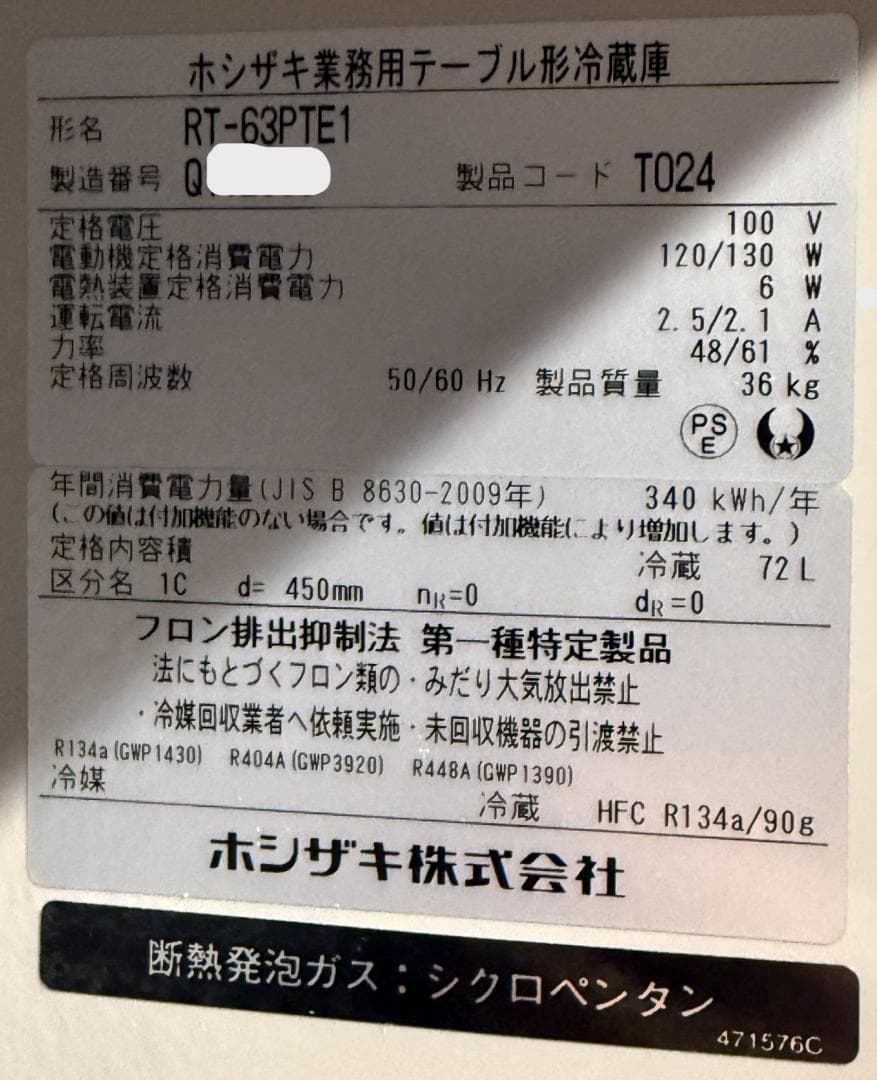 ホシザキ業務用テーブル形冷蔵庫
形名 RT-63PTE1
製造番号 Q 製品コード T024
定格電圧 100 V
電動機定格消費電力 120/130 W
電熱装置定格消費電力 6 W
運転電流 2.5/2.1 A
力率 48/61 %
定格周波数 50/60 Hz 製品質量 36 kg
PS
E
年間消費電力量(JIS B 8630-2009年) 340 kWh/年
(この値は付加機能のない場合です。値は付加機能により増加します。)
定格内容積 冷蔵 72 L
区分名 1C d= 450mm nR=0 dR=0
フロン排出抑制法 第一種特定製品
法にもとづくフロン類の・みだり大気放出禁止
・冷媒回収業者へ依頼実施・未回収機器の引渡禁止
R134a(GWP1430) R404A(GWP3920) R448A(GWP1390)
冷媒 冷蔵 HFC R134a/90g
ホシザキ株式会社
断熱発泡ガス：シクロペンタン
471576C